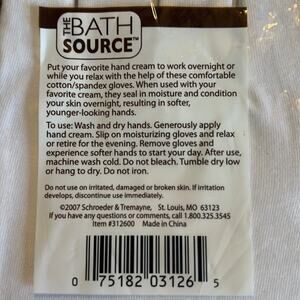 THE BATH
SOURCE™
Put your favorite hand cream to work overnight or
while you relax with the help of these comfortable
cotton/spandex gloves. When used with your
favorite cream, they seal in moisture and condition
your skin overnight, resulting in softer,
younger-looking hands.
To use: Wash and dry hands. Generously apply
hand cream. Slip on moisturizing gloves and relax
or retire for the evening. Remove gloves and
experience softer hands to start your day. After use,
machine wash cold. Do not bleach. Tumble dry low
or hang to dry. Do not iron.
Do not use on irritated, damaged or broken skin. If irritation
develops, discontinue use immediately.
©2007 Schroeder & Tremayne, St. Louis, MO 63123
If you have any questions or comments, call 1.800.325.3545
Item #312600 Made in China
0 75182 03126 5